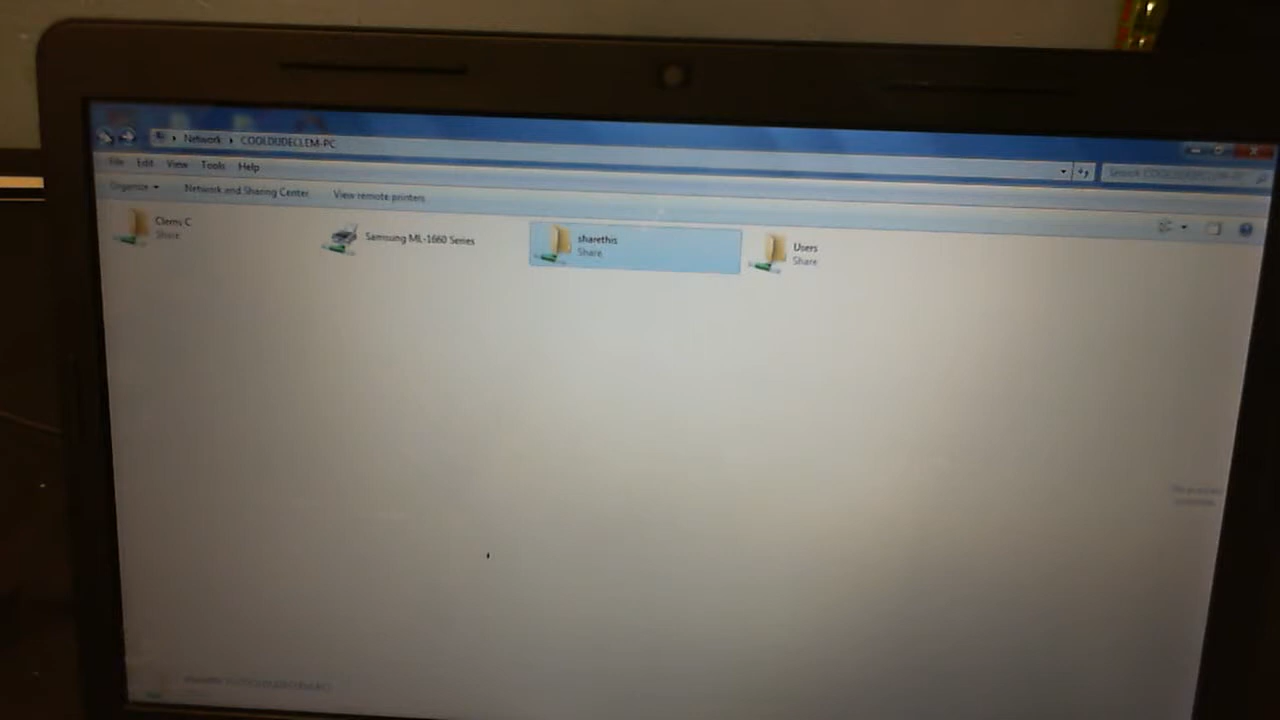 Network › COOLDUDECLEM-PC
File Edit View Tools Help
Organize Network and Sharing Center View remote printers
Clems C
Share
Samsung ML-1660 Series
sharethis
Share
Users
Share